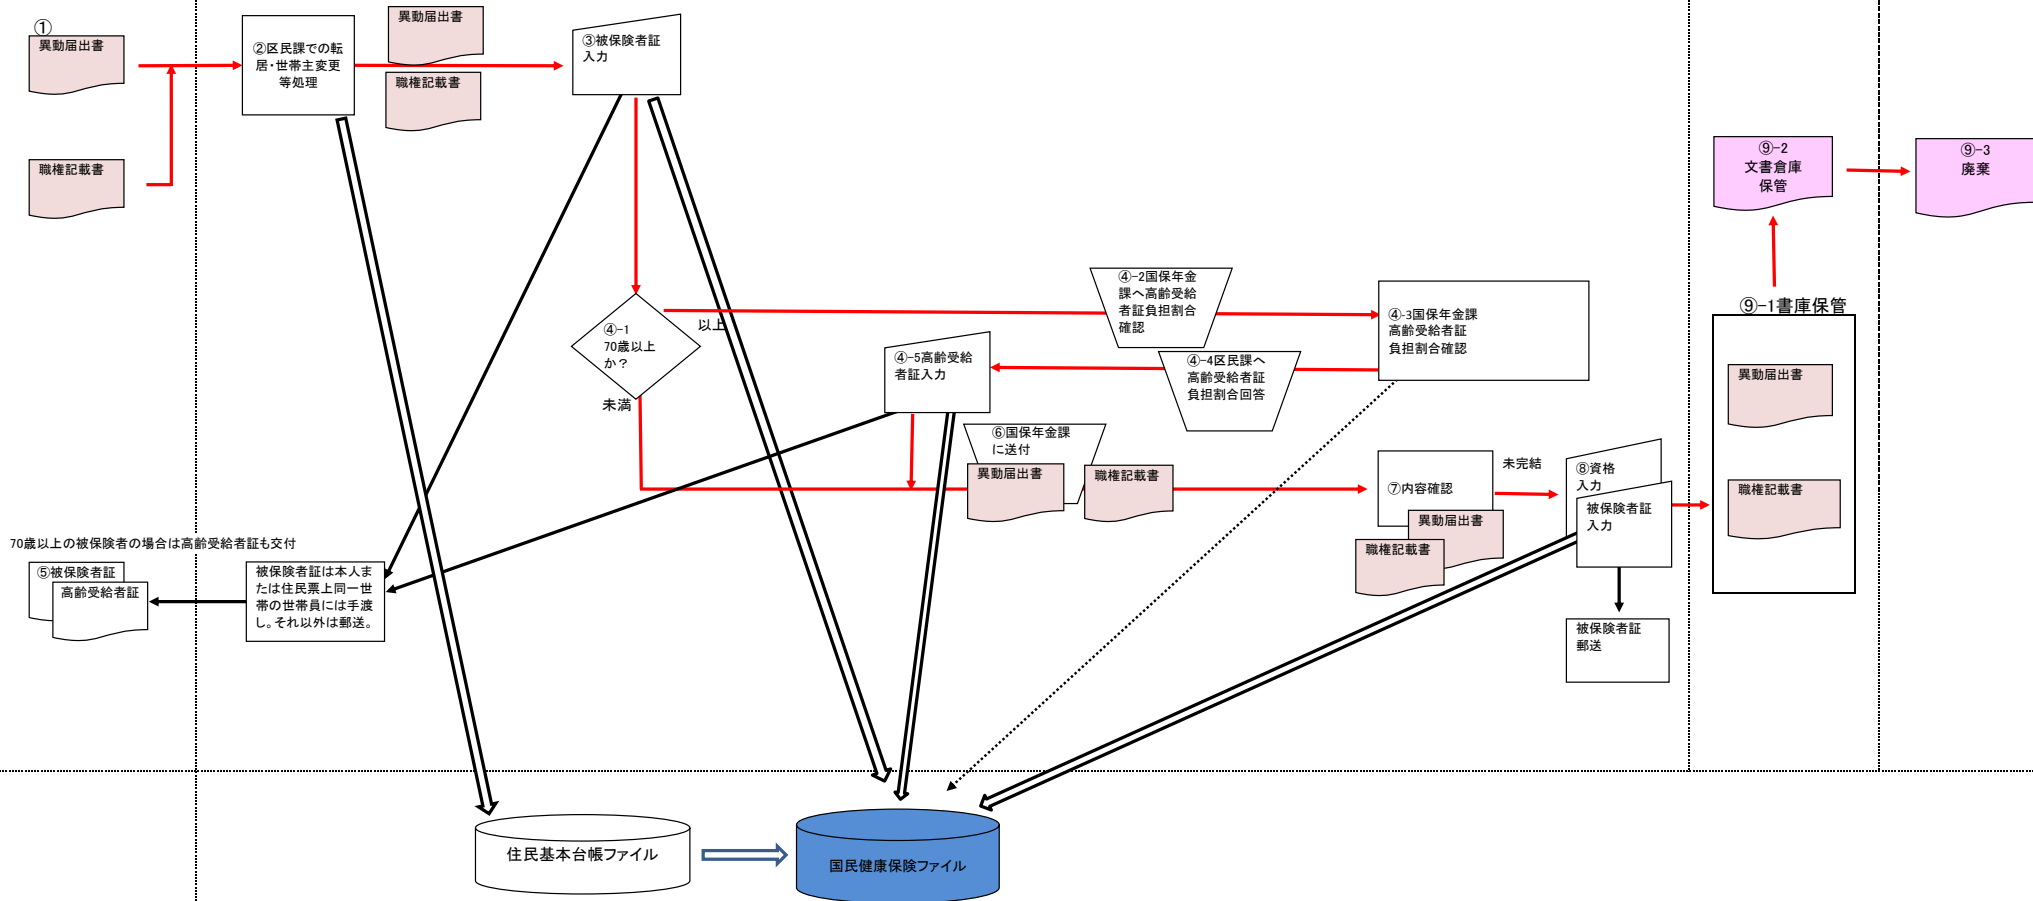 ①
異動届出書
職権記載書
②区民課での転
居・世帯主変更
等処理
異動届出書
職権記載書
③被保険者証
入力
④-1
70歳以上
か？
以上
未満
④-2国保年金
課へ高齢受給
者証負担割合
確認
④-3国保年金課
高齢受給者証
負担割合確認
④-4区民課へ
高齢受給者証
負担割合回答
④-5高齢受給
者証入力
70歳以上の被保険者の場合は高齢受給者証も交付
⑤被保険者証
高齢受給者証
被保険者証は本人ま
たは住民票上同一世
帯の世帯員には手渡
し。それ以外は郵送。
⑥国保年金課
に送付
異動届出書
職権記載書
⑦内容確認
異動届出書
職権記載書
未完結
⑧資格
入力
被保険者証
入力
被保険者証
郵送
⑨-1書庫保管
異動届出書
職権記載書
⑨-2
文書倉庫
保管
⑨-3
廃棄
住民基本台帳ファイル
国民健康保険ファイル